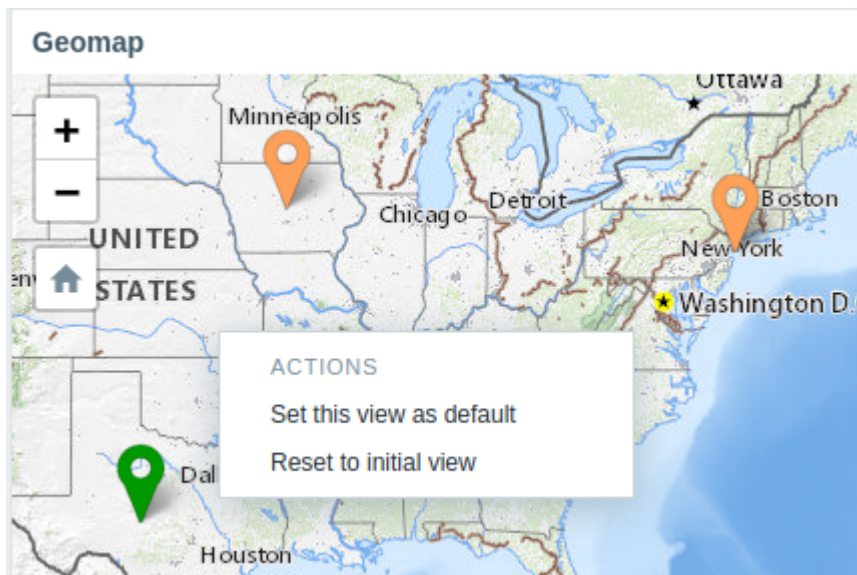 Geomap
Ottawa
+
Minneapolis
−
Detroit
Boston
Chicago
UNITED
New York
STATES
Washington D.
ACTIONS
Set this view as default
Reset to initial view
Dal
Houston